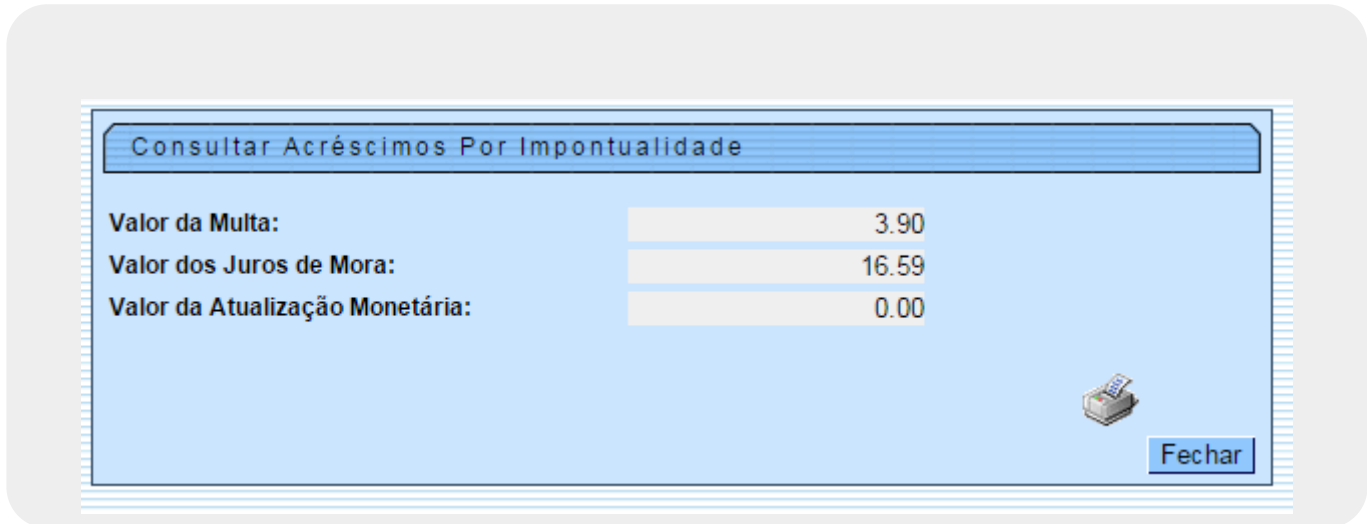 Consultar Acréscimos Por Impontualidade
Valor da Multa: 3.90
Valor dos Juros de Mora: 16.59
Valor da Atualização Monetária: 0.00
Fechar